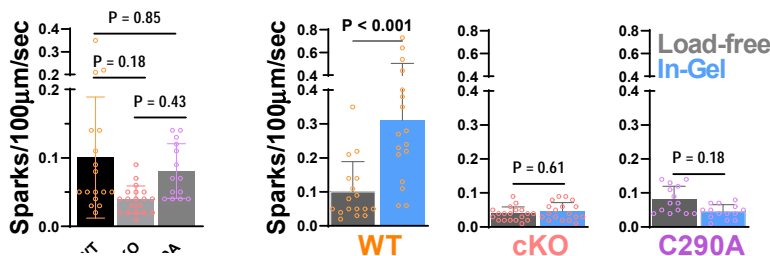 P = 0.85
P = 0.18
P = 0.43
Sparks/100μm/sec
0.4
0.3
0.2
0.2
0.1
0.0
P < 0.001
Sparks/100μm/sec
0.8
0.6
0.4
0.4
0.3
0.2
0.1
0.0
WT
P = 0.61
0.8
0.6
0.4
0.4
0.3
0.2
0.1
0.0
cKO
Load-free
In-Gel
P = 0.18
0.8
0.6
0.4
0.4
0.3
0.2
0.1
0.0
C290A